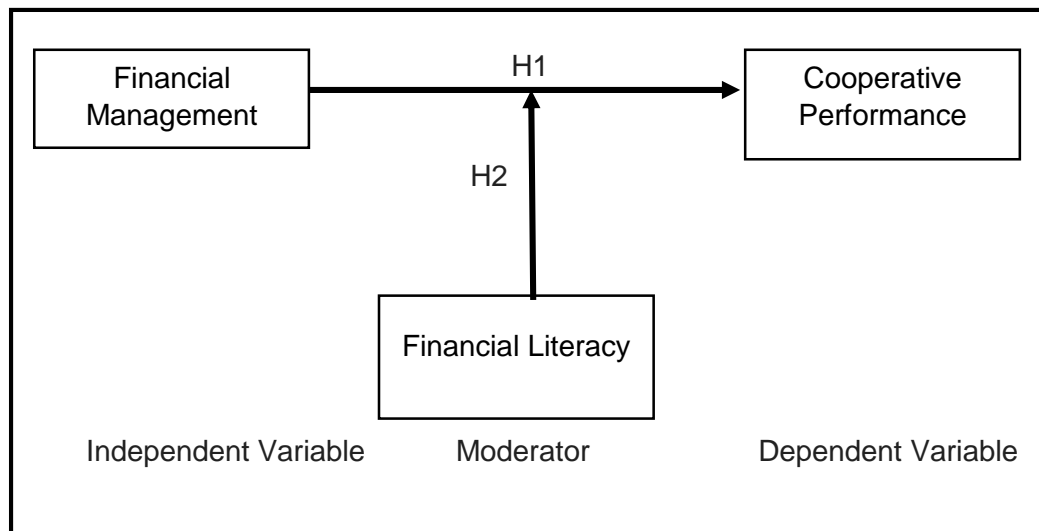 Financial
Management
H1
Cooperative
Performance
H2
Financial Literacy
Independent Variable
Moderator
Dependent Variable